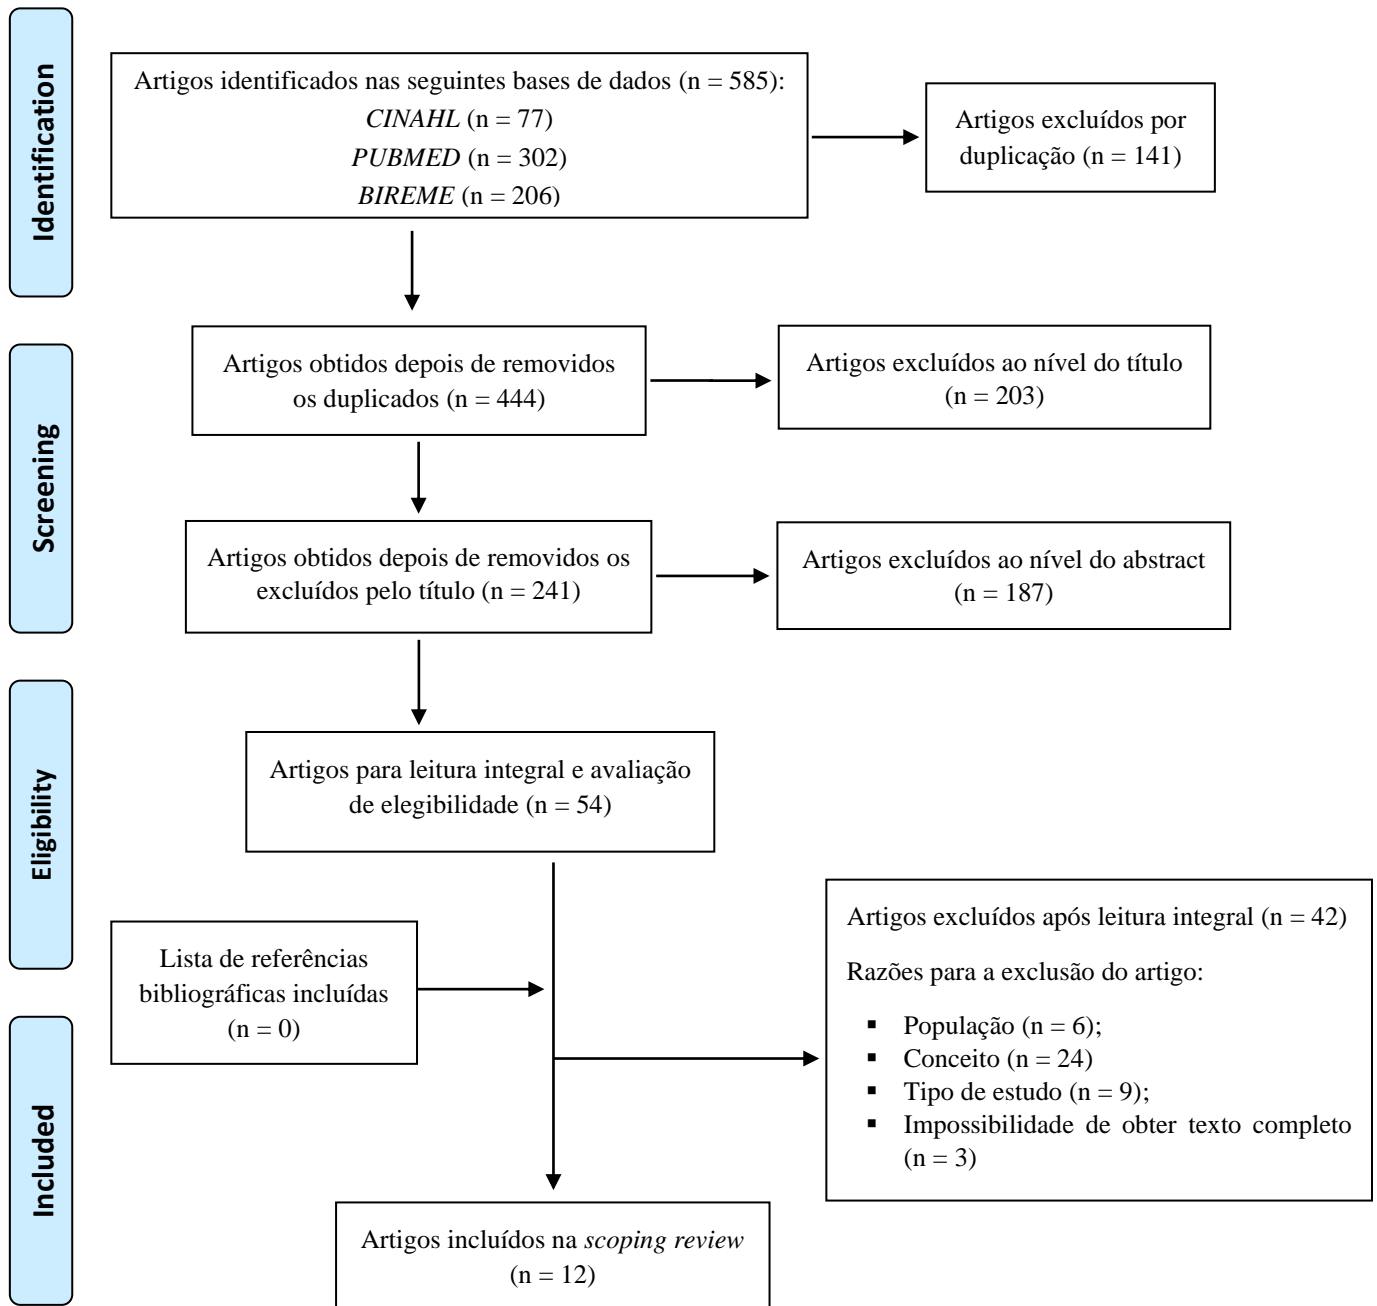 Identification
Artigos identificados nas seguintes bases de dados (n = 585):
CINAHL (n = 77)
PUBMED (n = 302)
BIREME (n = 206)
Artigos excluídos por
duplicação (n = 141)
Screening
Artigos obtidos depois de removidos
os duplicados (n = 444)
Artigos excluídos ao nível do título
(n = 203)
Artigos obtidos depois de removidos os
excluídos pelo título (n = 241)
Artigos excluídos ao nível do abstract
(n = 187)
Eligibility
Artigos para leitura integral e avaliação
de elegibilidade (n = 54)
Lista de referências
bibliográficas incluídas
(n = 0)
Artigos excluídos após leitura integral (n = 42)
Razões para a exclusão do artigo:
▪ População (n = 6);
▪ Conceito (n = 24)
▪ Tipo de estudo (n = 9);
▪ Impossibilidade de obter texto completo
(n = 3)
Included
Artigos incluídos na scoping review
(n = 12)